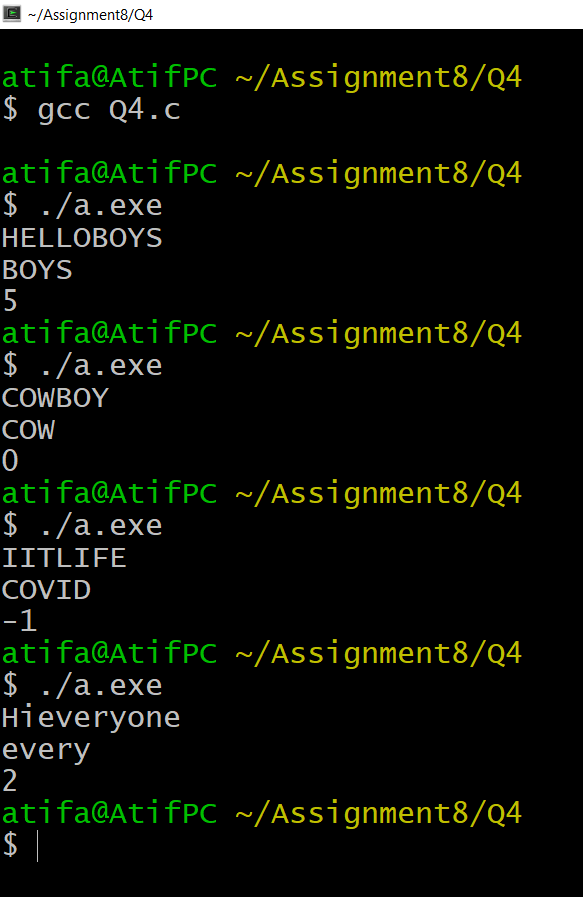 ~/Assignment8/Q4
atifa@AtifPC ~/Assignment8/Q4
$ gcc Q4.c
atifa@AtifPC ~/Assignment8/Q4
$ ./a.exe
HELLOBOYS
BOYS
5
atifa@AtifPC ~/Assignment8/Q4
$ ./a.exe
COWBOY
COW
0
atifa@AtifPC ~/Assignment8/Q4
$ ./a.exe
IITLIFE
COVID
-1
atifa@AtifPC ~/Assignment8/Q4
$ ./a.exe
Hieveryone
every
2
atifa@AtifPC ~/Assignment8/Q4
$